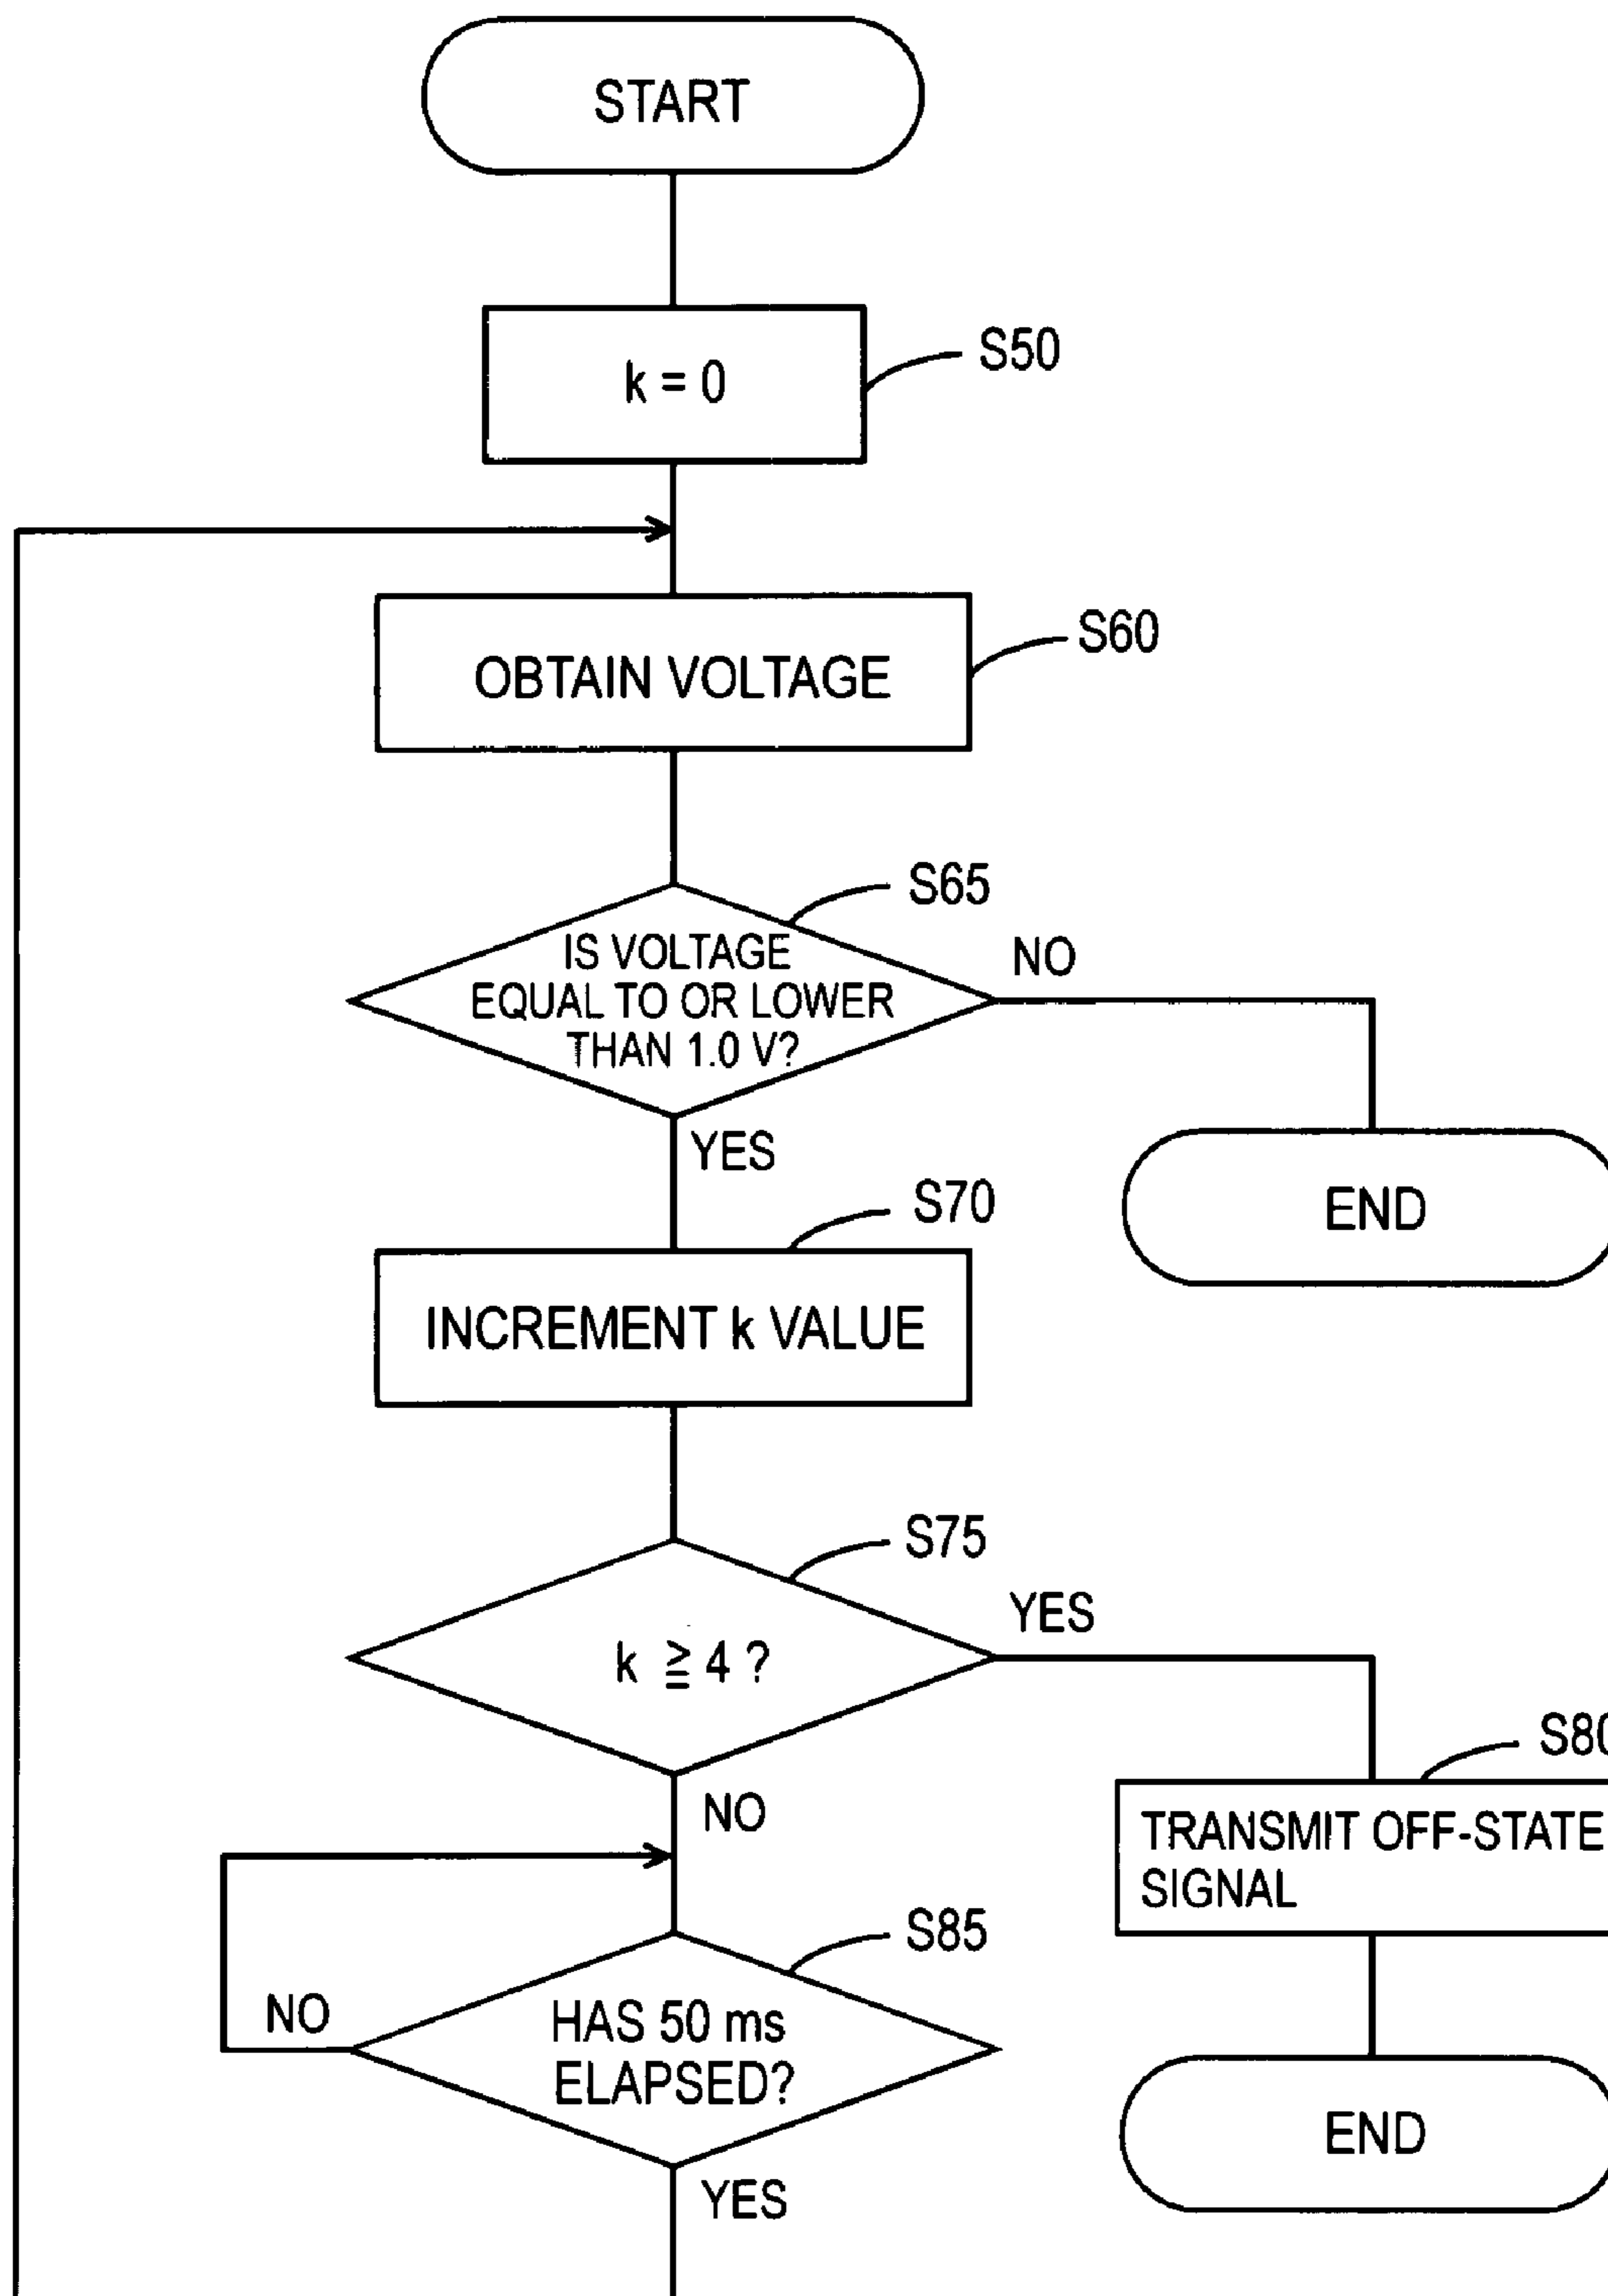 START
k = 0
S50
OBTAIN VOLTAGE
S60
S65
IS VOLTAGE
EQUAL TO OR LOWER
THAN 1.0 V?
NO
YES
END
S70
INCREMENT k VALUE
S75
k ≧ 4 ?
YES
NO
S80
TRANSMIT OFF-STATE
SIGNAL
S85
HAS 50 ms
ELAPSED?
NO
YES
END